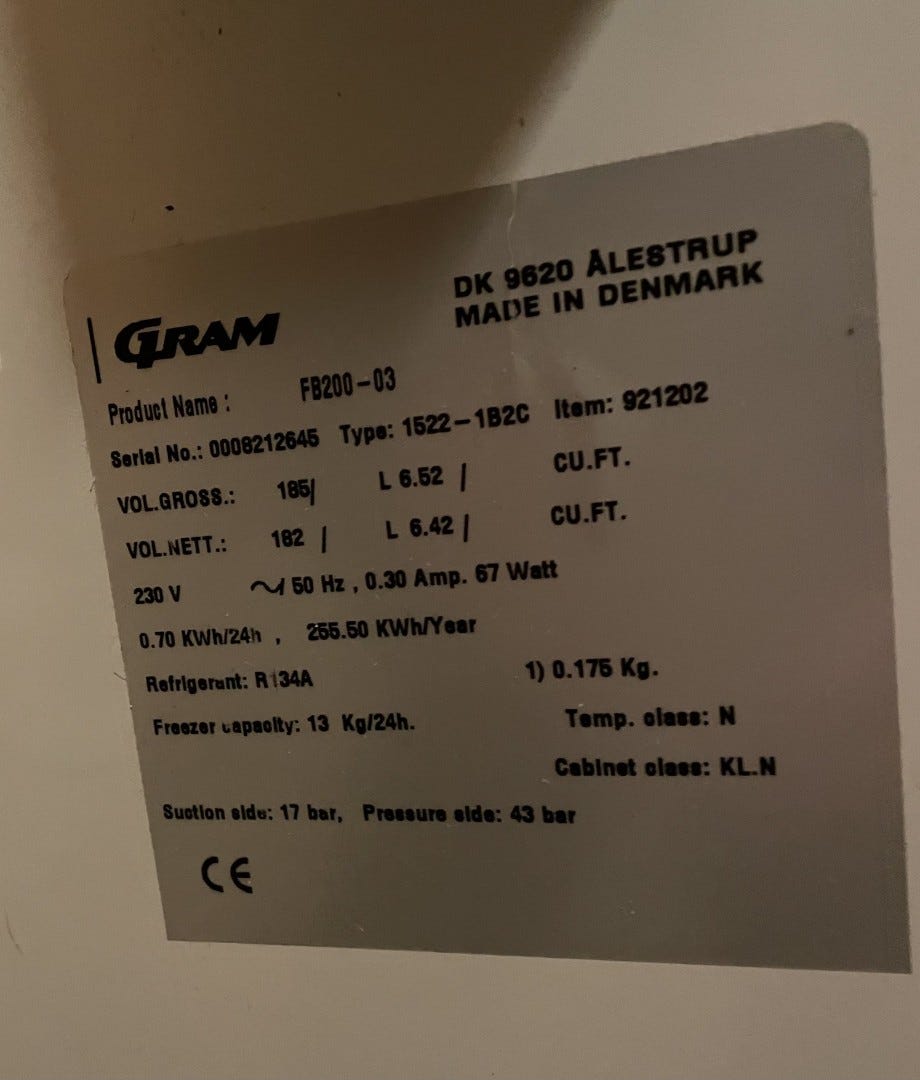 GRAM
DK 9620 ÅLESTRUP
MADE IN DENMARK
Product Name : FB200-03
Serial No.: 0008212645 Type: 1522-1B2C Item: 921202
VOL.GROSS.: 185/ L 6.52 / CU.FT.
VOL.NETT.: 182 / L 6.42 / CU.FT.
230 V ~ 50 Hz , 0.30 Amp. 67 Watt
0.70 KWh/24h , 255.50 KWh/Year
Refrigerant: R134A 1) 0.175 Kg.
Freezer capacity: 13 Kg/24h. Temp. class: N
Cabinet class: KL.N
Suction side: 17 bar, Pressure side: 43 bar
CE